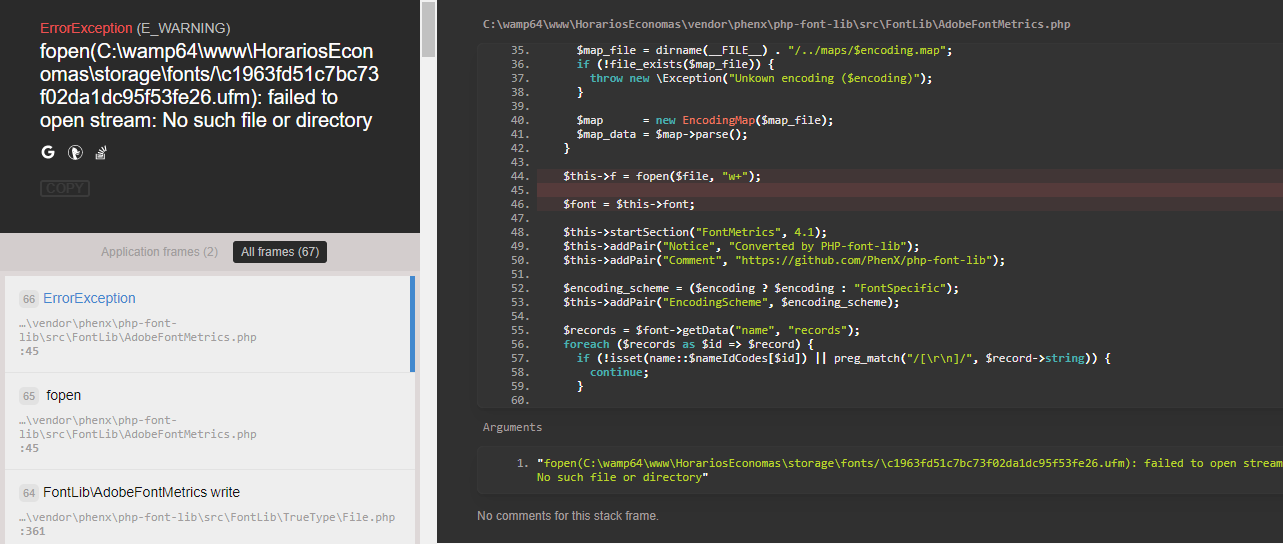 ErrorException (E_WARNING)
fopen(C:\wamp64\www\HorariosEcon
omas\storage\fonts/\c1963fd51c7bc73
f02da1dc95f53fe26.ufm): failed to
open stream: No such file or directory
COPY
Application frames (2) All frames (67)
66 ErrorException
…\vendor\phenx\php-font-
lib\src\FontLib\AdobeFontMetrics.php
:45
65 fopen
…\vendor\phenx\php-font-
lib\src\FontLib\AdobeFontMetrics.php
:45
64 FontLib\AdobeFontMetrics write
…\vendor\phenx\php-font-lib\src\FontLib\TrueType\File.php
:361
C:\wamp64\www\HorariosEconomas\vendor\phenx\php-font-lib\src\FontLib\AdobeFontMetrics.php
35. $map_file = dirname(__FILE__) . "/../maps/$encoding.map";
36. if (!file_exists($map_file)) {
37. throw new \Exception("Unkown encoding ($encoding)");
38. }
39.
40. $map = new EncodingMap($map_file);
41. $map_data = $map->parse();
42. }
43.
44. $this->f = fopen($file, "w+");
45.
46. $font = $this->font;
47.
48. $this->startSection("FontMetrics", 4.1);
49. $this->addPair("Notice", "Converted by PHP-font-lib");
50. $this->addPair("Comment", "https://github.com/PhenX/php-font-lib");
51.
52. $encoding_scheme = ($encoding ? $encoding : "FontSpecific");
53. $this->addPair("EncodingScheme", $encoding_scheme);
54.
55. $records = $font->getData("name", "records");
56. foreach ($records as $id => $record) {
57. if (!isset(name::$nameIdCodes[$id]) || preg_match("/[\r\n]/", $record->string)) {
58. continue;
59. }
60.
Arguments
1. "fopen(C:\wamp64\www\HorariosEconomas\storage\fonts/\c1963fd51c7bc73f02da1dc95f53fe26.ufm): failed to open stream
No such file or directory"
No comments for this stack frame.